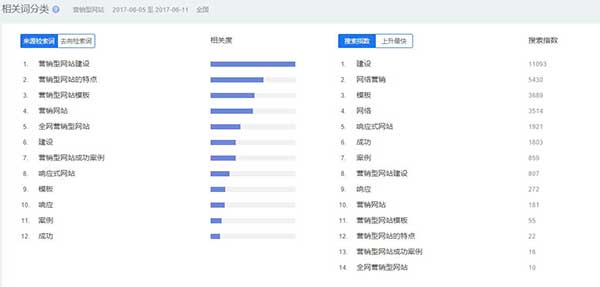 相关词分类 ? 营销型网站 2017-06-05 至 2017-06-11 全国
来源检索词 去向检索词 相关度
1. 营销型网站建设
2. 营销型网站的特点
3. 营销型网站模板
4. 营销网站
5. 全网营销型网站
6. 建设
7. 营销型网站成功案例
8. 响应式网站
9. 模板
10. 响应
11. 案例
12. 成功
搜索指数 上升最快 搜索指数
1. 建设 11093
2. 网络营销 5430
3. 模板 3689
4. 网络 3514
5. 响应式网站 1921
6. 成功 1803
7. 案例 859
8. 营销型网站建设 807
9. 响应 272
10. 营销网站 181
11. 营销型网站模板 55
12. 营销型网站的特点 22
13. 营销型网站成功案例 16
14. 全网营销型网站 10